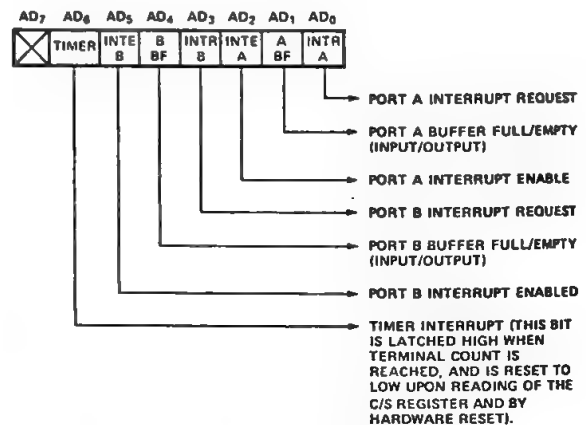 AD7 AD6 AD5 AD4 AD3 AD2 AD1 AD0
TIMER INTE B B BF INTR B INTE A A BF INTR A
PORT A INTERRUPT REQUEST
PORT A BUFFER FULL/EMPTY
(INPUT/OUTPUT)
PORT A INTERRUPT ENABLE
PORT B INTERRUPT REQUEST
PORT B BUFFER FULL/EMPTY
(INPUT/OUTPUT)
PORT B INTERRUPT ENABLED
TIMER INTERRUPT (THIS BIT
IS LATCHED HIGH WHEN
TERMINAL COUNT IS
REACHED, AND IS RESET TO
LOW UPON READING OF THE
C/S REGISTER AND BY
HARDWARE RESET).